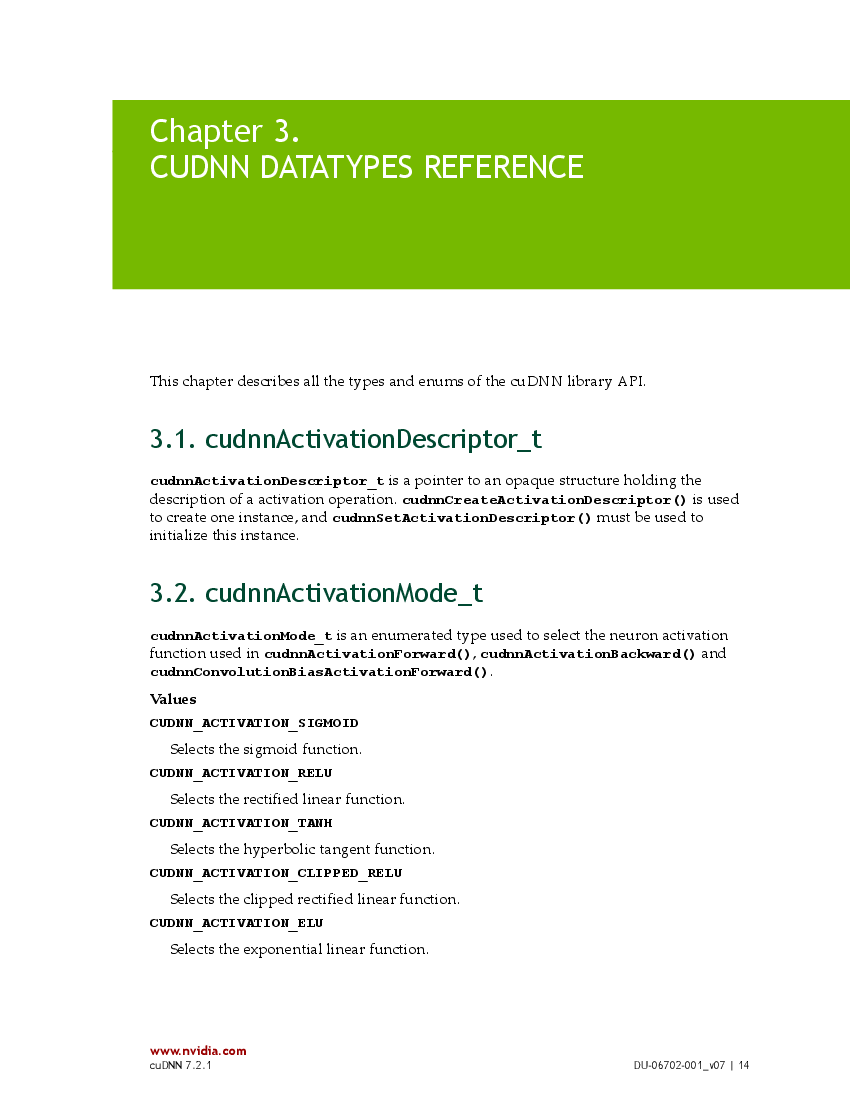 Chapter 3.
CUDNN DATATYPES REFERENCE
This chapter describes all the types and enums of the cuDNN library API.
3.1. cudnnActivationDescriptor_t
cudnnActivationDescriptor_t is a pointer to an opaque structure holding the
description of a activation operation. cudnnCreateActivationDescriptor() is used
to create one instance, and cudnnSetActivationDescriptor() must be used to
initialize this instance.
3.2. cudnnActivationMode_t
cudnnActivationMode_t is an enumerated type used to select the neuron activation
function used in cudnnActivationForward(), cudnnActivationBackward() and
cudnnConvolutionBiasActivationForward().
Values
CUDNN_ACTIVATION_SIGMOID
Selects the sigmoid function.
CUDNN_ACTIVATION_RELU
Selects the rectified linear function.
CUDNN_ACTIVATION_TANH
Selects the hyperbolic tangent function.
CUDNN_ACTIVATION_CLIPPED_RELU
Selects the clipped rectified linear function.
CUDNN_ACTIVATION_ELU
Selects the exponential linear function.
www.nvidia.com
cuDNN 7.2.1 DU-06702-001_v07 | 14